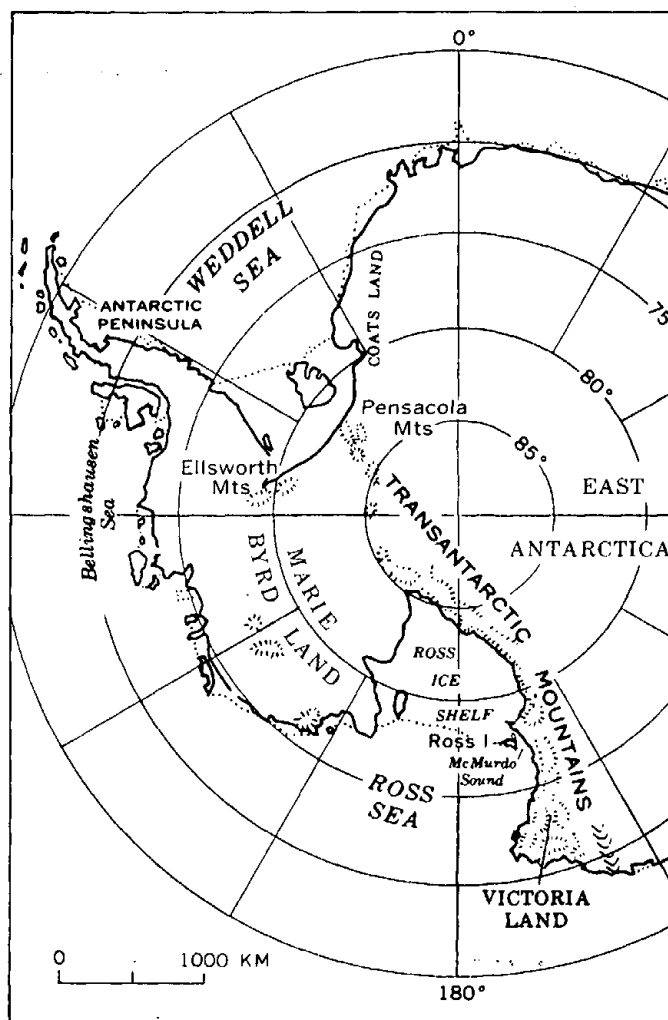 0°
WEDDELL
SEA
COATS LAND
75
ANTARCTIC
PENINSULA
80°
Pensacola
Mts
85°
Ellsworth
Mts
EAST
ANTARCTICA
TRANSANTARCTIC
MOUNTAINS
Bellingshausen
Sea
MARIE
BYRD
LAND
ROSS
ICE
SHELF
Ross I
McMurdo
Sound
ROSS
SEA
VICTORIA
LAND
0 1000 KM
180°